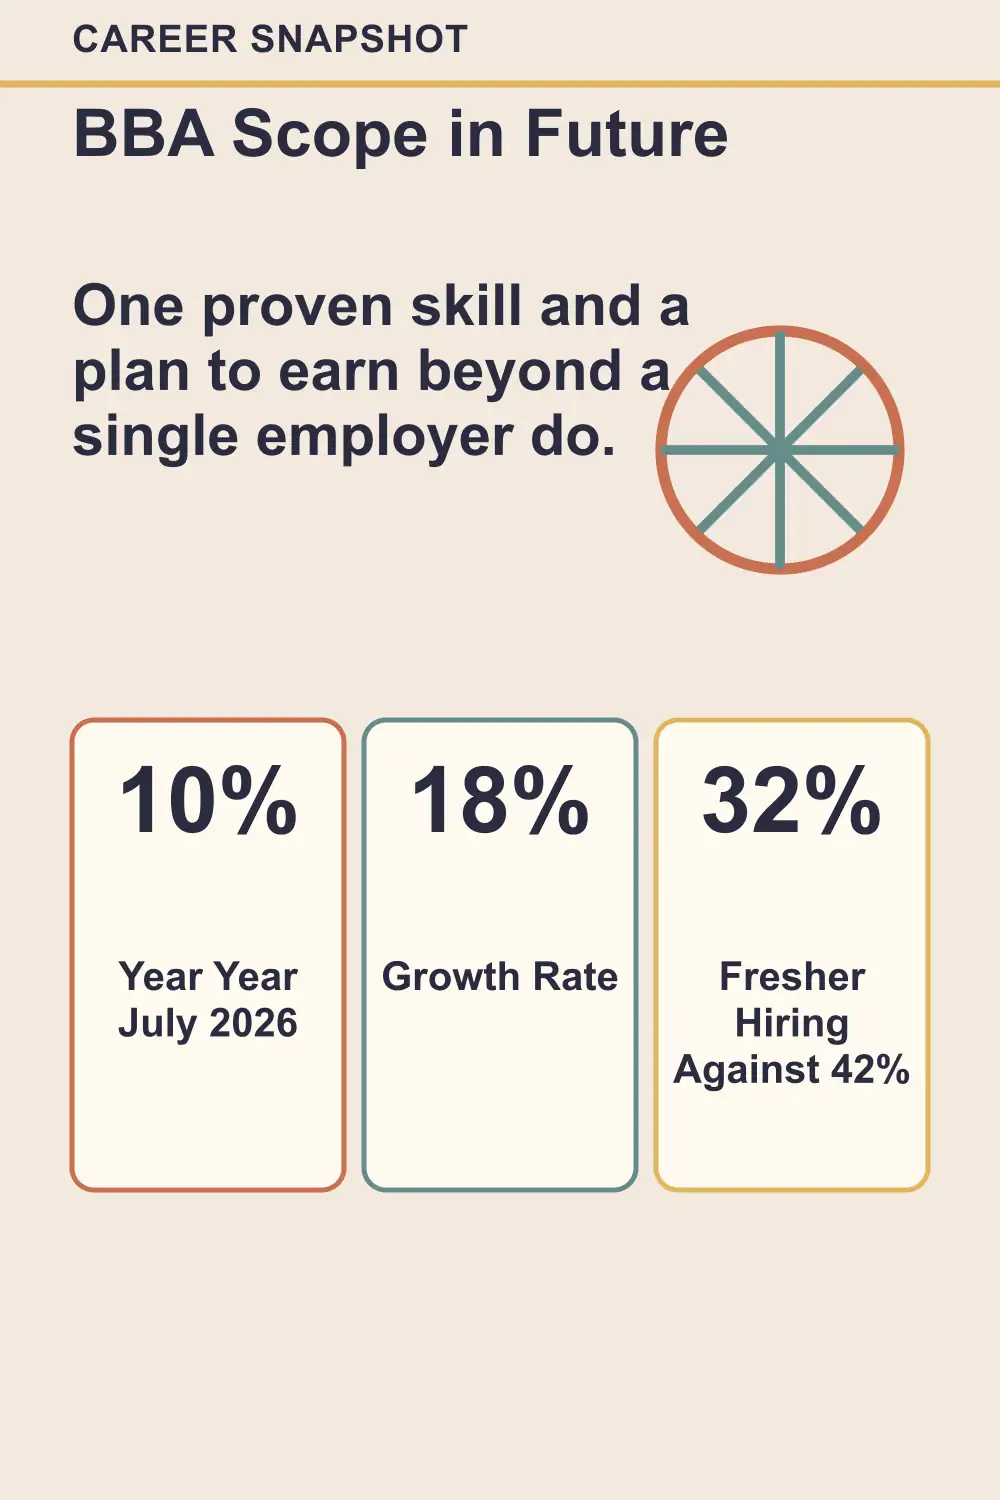 CAREER SNAPSHOT
BBA Scope in Future
One proven skill and a
plan to earn beyond a
single employer do.
10%
Year Year
July 2026
18%
Growth Rate
32%
Fresher
Hiring
Against 42%